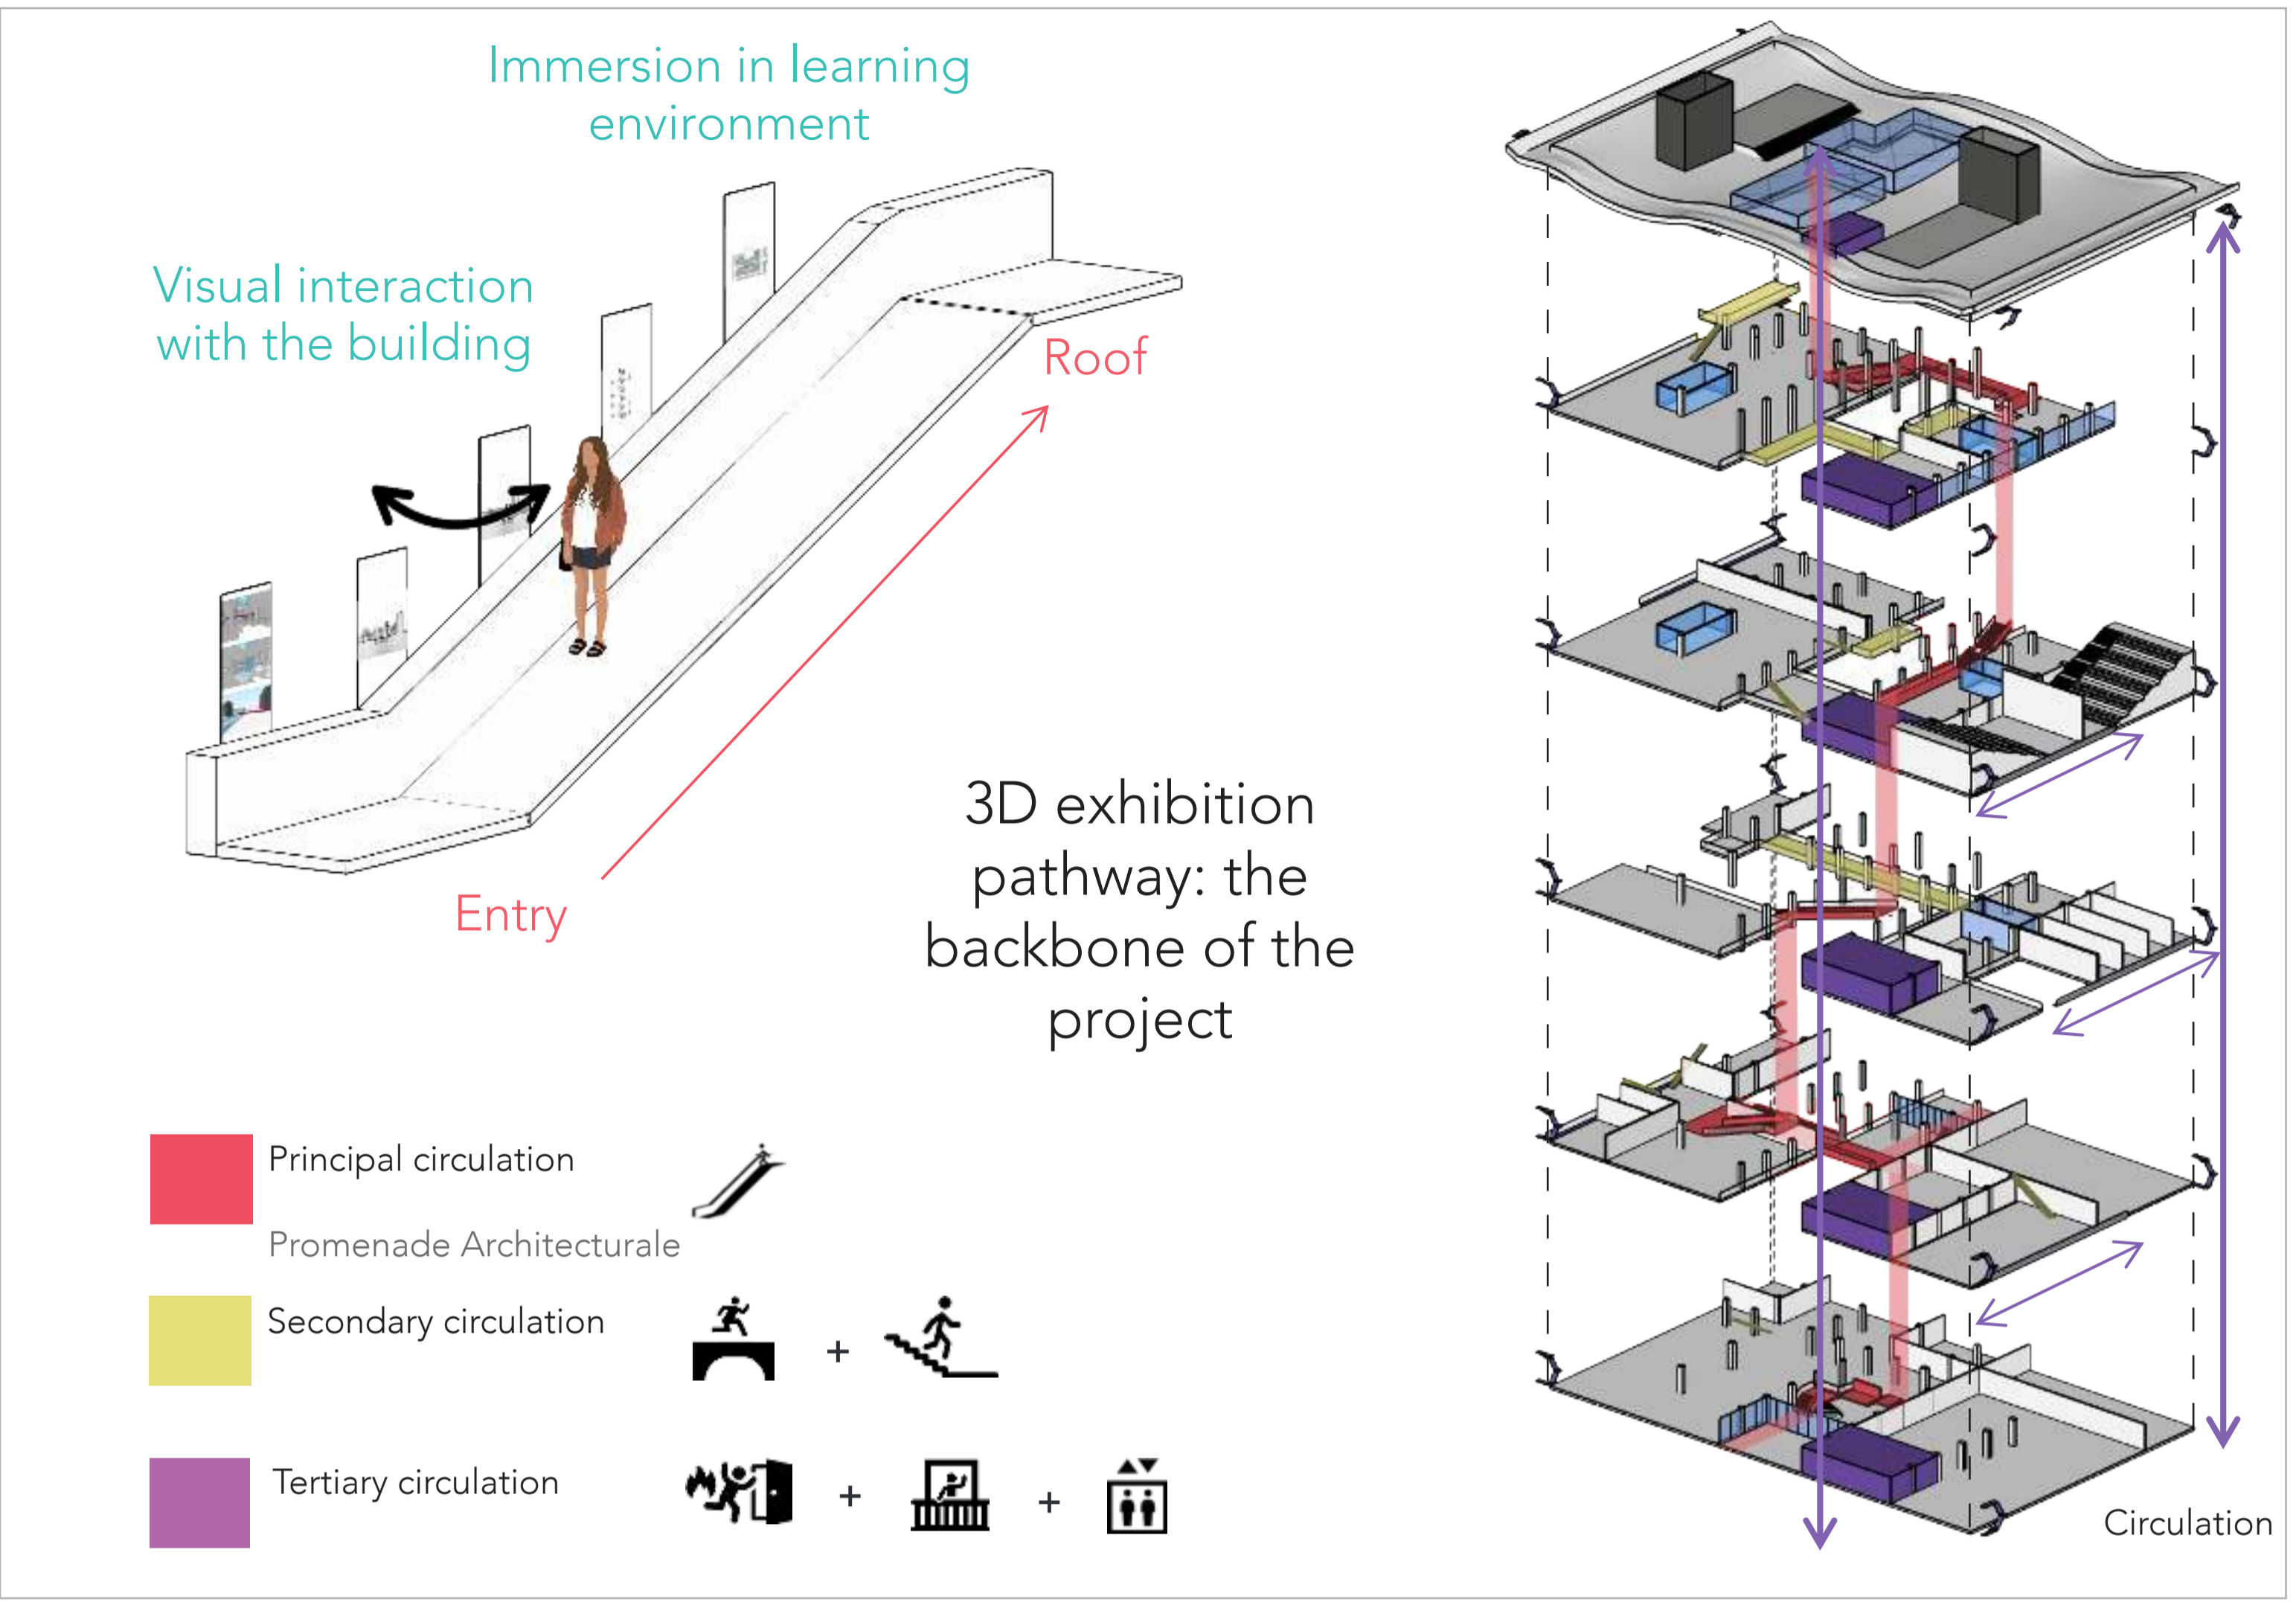 Immersion in learning
environment
Visual interaction
with the building
Roof
Entry
3D exhibition
pathway: the
backbone of the
project
Principal circulation
Promenade Architecturale
Secondary circulation
+
Tertiary circulation
+
+
Circulation